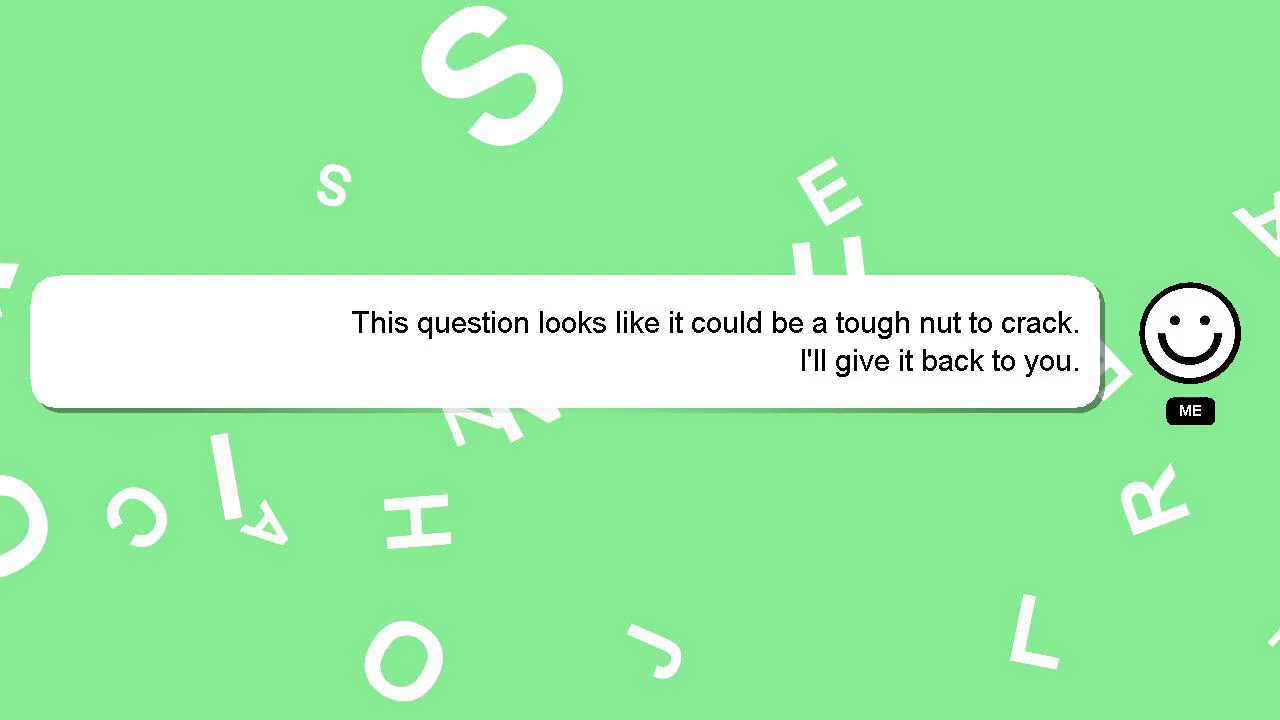 S
S
E
This question looks like it could be a tough nut to crack.
I'll give it back to you.
ME
N
I
C
A
H
R
O
J
L